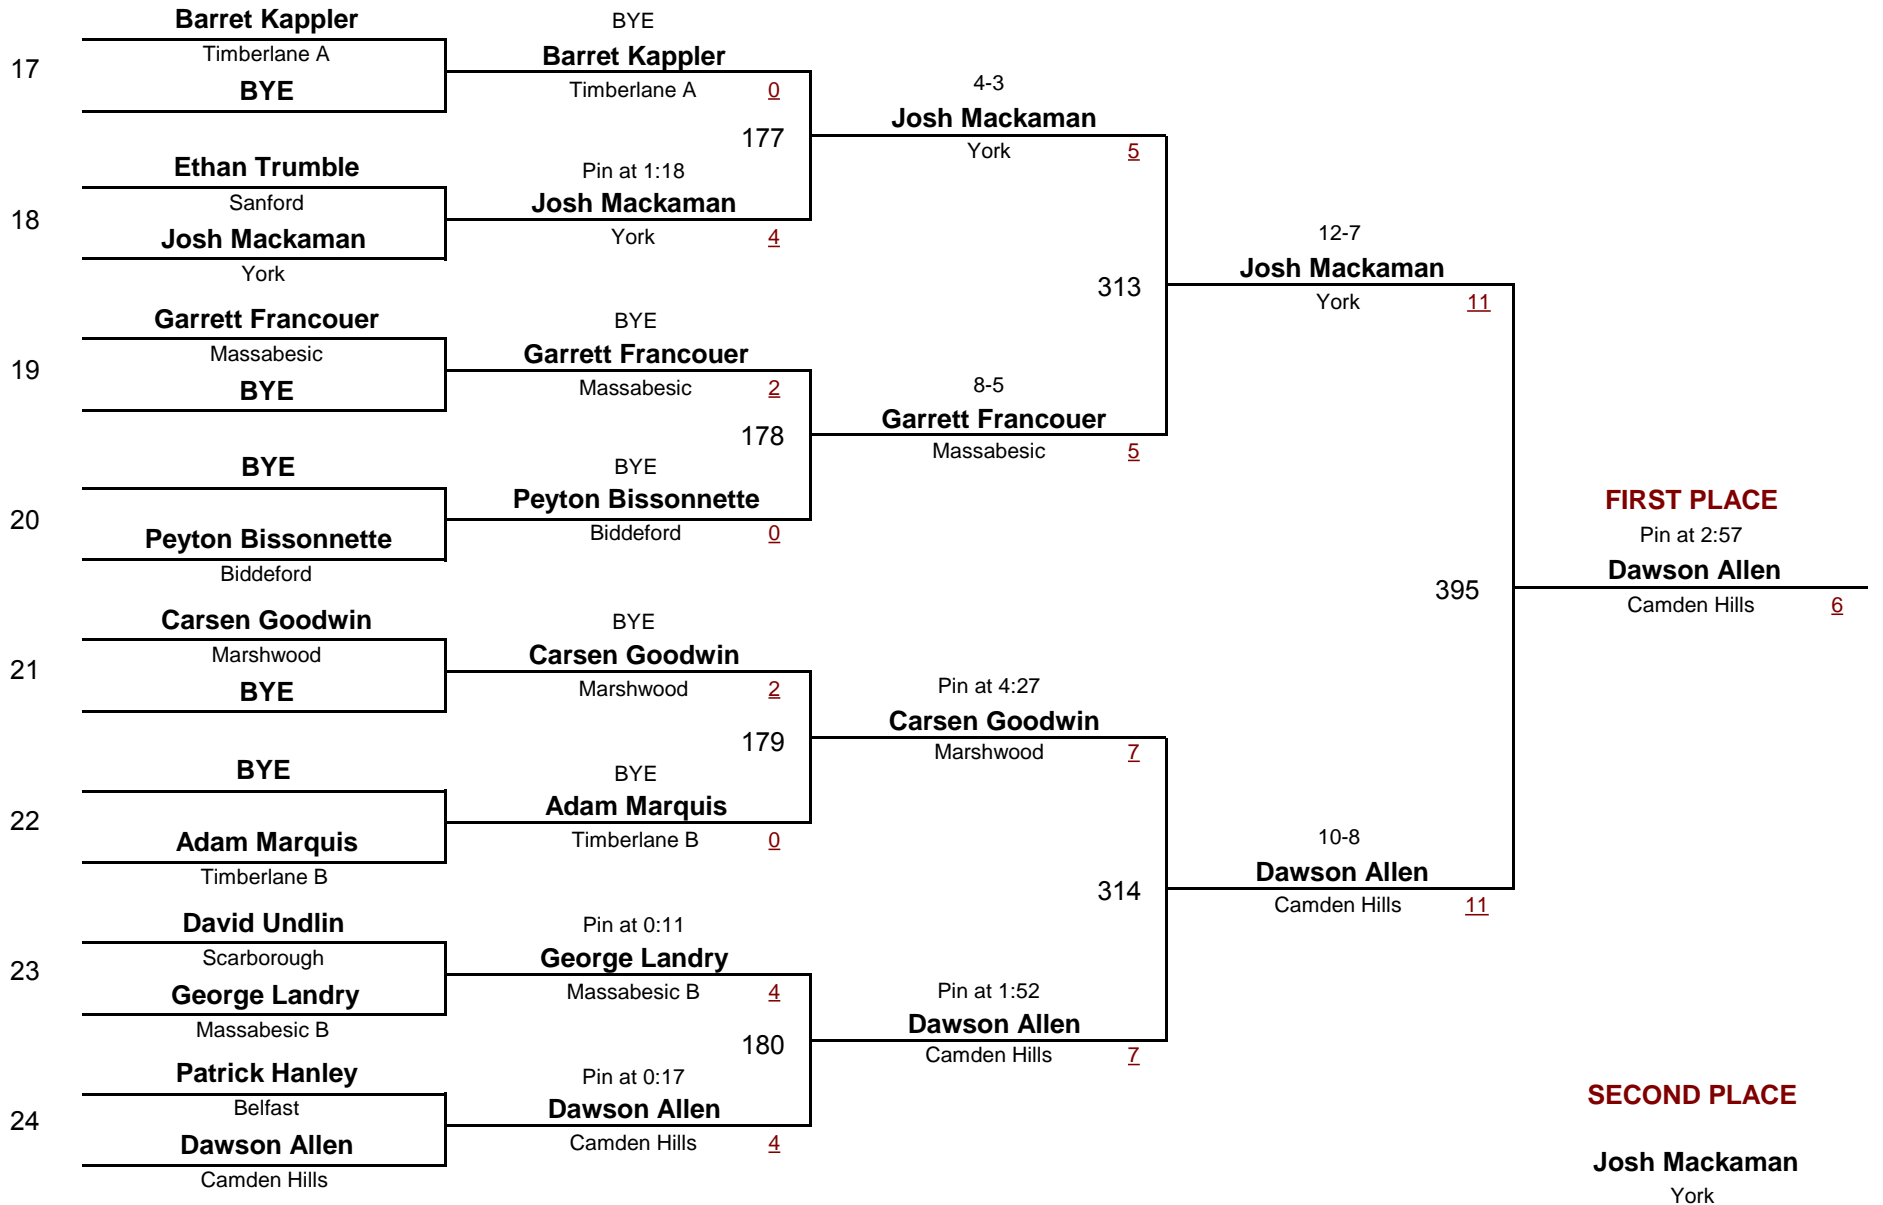 Barret Kappler
Timberlane A
17
BYE
Ethan Trumble
Sanford
18
Josh Mackaman
York
Garrett Francouer
Massabesic
19
BYE
BYE
20
Peyton Bissonnette
Biddeford
Carsen Goodwin
Marshwood
21
BYE
BYE
22
Adam Marquis
Timberlane B
David Undlin
Scarborough
23
George Landry
Massabesic B
Patrick Hanley
Belfast
24
Dawson Allen
Camden Hills
BYE
Barret Kappler
Timberlane A 0
177
Pin at 1:18
Josh Mackaman
York 4
BYE
Garrett Francouer
Massabesic 2
178
BYE
Peyton Bissonnette
Biddeford 0
BYE
Carsen Goodwin
Marshwood 2
179
BYE
Adam Marquis
Timberlane B 0
Pin at 0:11
George Landry
Massabesic B 4
180
Pin at 0:17
Dawson Allen
Camden Hills 4
4-3
Josh Mackaman
York 5
313
8-5
Garrett Francouer
Massabesic 5
Pin at 4:27
Carsen Goodwin
Marshwood 7
314
Pin at 1:52
Dawson Allen
Camden Hills 7
12-7
Josh Mackaman
York 11
395
10-8
Dawson Allen
Camden Hills 11
FIRST PLACE
Pin at 2:57
Dawson Allen
Camden Hills 6
SECOND PLACE
Josh Mackaman
York